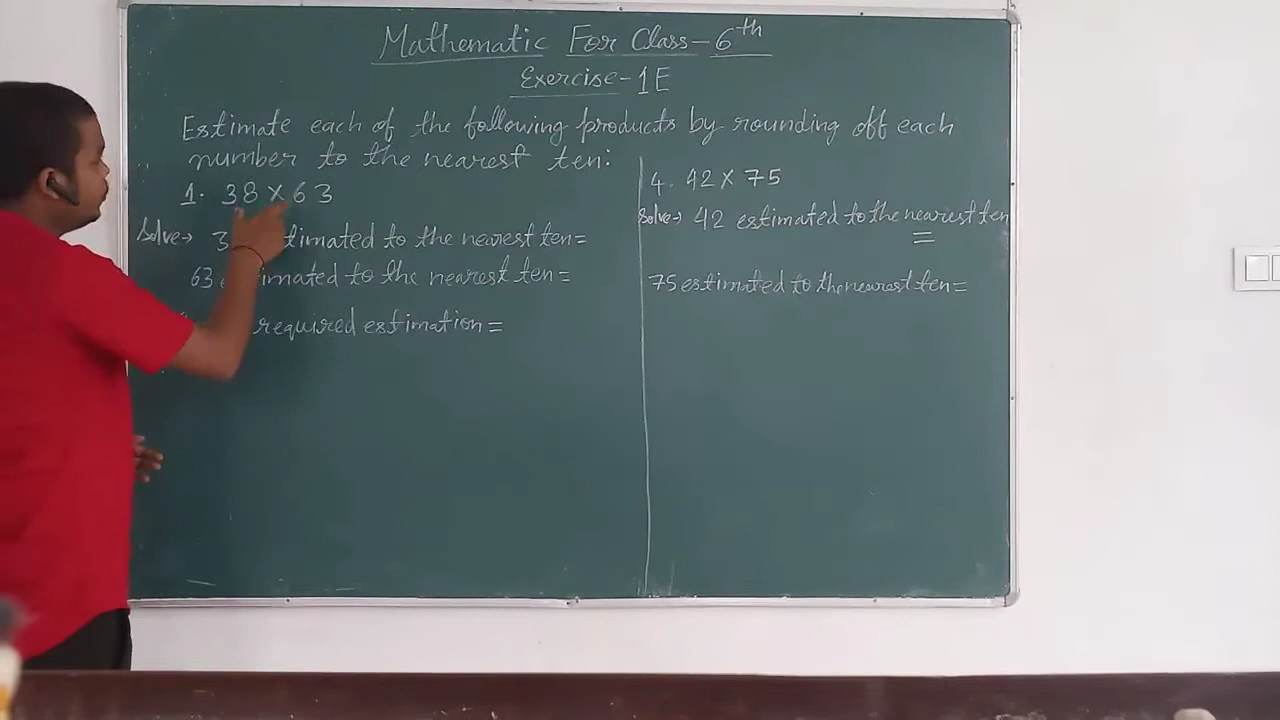 Mathematic For Class-6th
Exercise-1E
Estimate each of the following products by rounding off each
number to the nearest ten:
1. 38 x 63
Solve→ 3 timated to the nearest ten=
63 imated to the nearest ten=
required estimation=
4. 42 x 75
Solve→ 42 estimated to the nearest ten
=
75 estimated to the nearest ten=